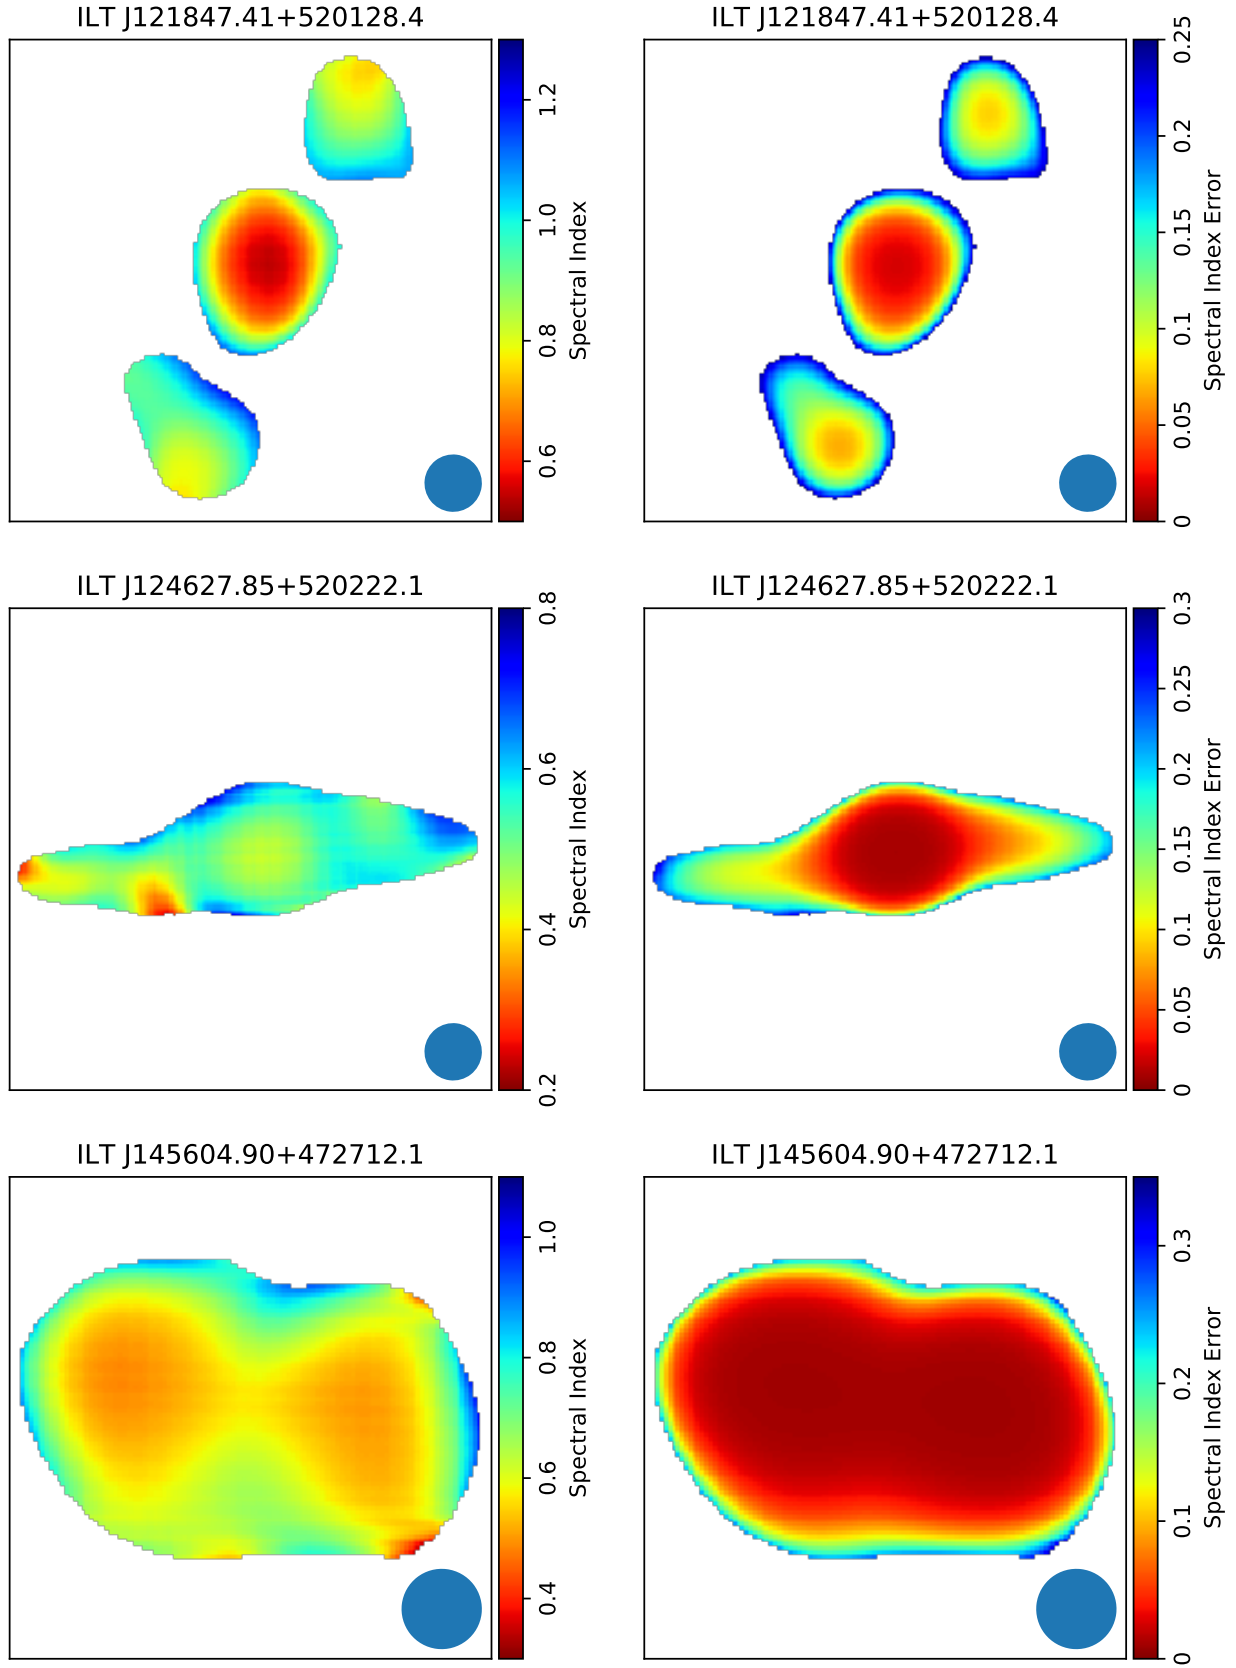 ILT J121847.41+520128.4
0.6
0.8
1.0
1.2
Spectral Index
ILT J121847.41+520128.4
0
0.05
0.1
0.15
0.2
0.25
Spectral Index Error
ILT J124627.85+520222.1
0.2
0.4
0.6
0.8
Spectral Index
ILT J124627.85+520222.1
0
0.05
0.1
0.15
0.2
0.25
0.3
Spectral Index Error
ILT J145604.90+472712.1
0.4
0.6
0.8
1.0
Spectral Index
ILT J145604.90+472712.1
0
0.1
0.2
0.3
Spectral Index Error